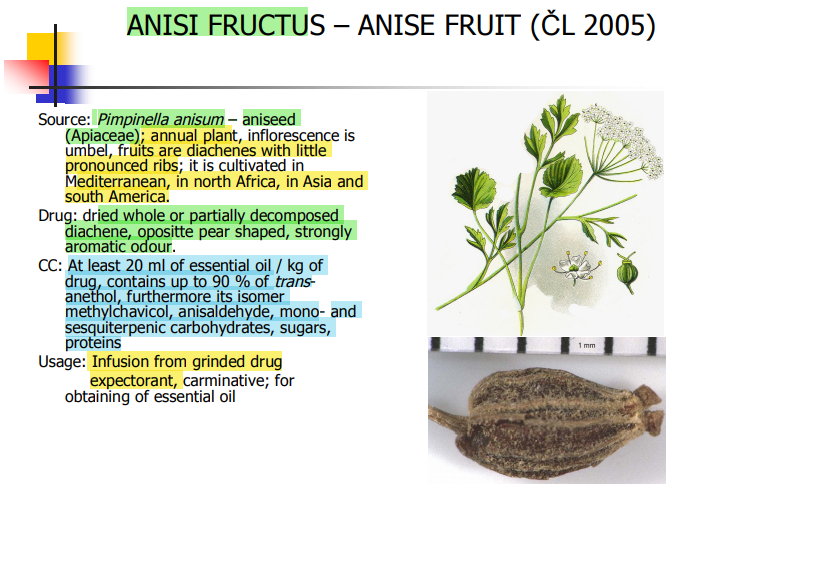 ANISI FRUCTUS – ANISE FRUIT (ČL 2005)
Source: Pimpinella anisum – aniseed
(Apiaceae); annual plant, inflorescence is
umbel, fruits are diachenes with little
pronounced ribs; it is cultivated in
Mediterranean, in north Africa, in Asia and
south America.
Drug: dried whole or partially decomposed
diachene, opositte pear shaped, strongly
aromatic odour.
CC: At least 20 ml of essential oil / kg of
drug, contains up to 90 % of trans-
anethol, furthermore its isomer
methylchavicol, anisaldehyde, mono- and
sesquiterpenic carbohydrates, sugars,
proteins
Usage: Infusion from grinded drug
expectorant, carminative; for
obtaining of essential oil
1 mm